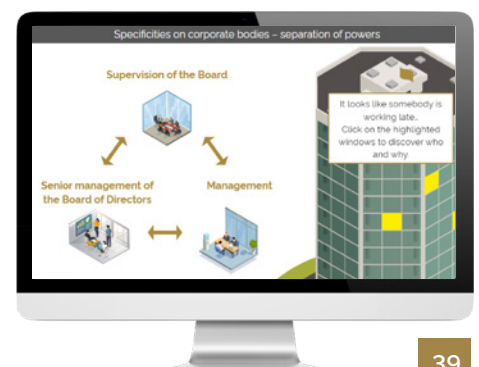 Specificities on corporate bodies – separation of powers
Supervision of the Board
It looks like somebody is
working late..
Click on the highlighted
windows to discover who
and why.
Senior management of
the Board of Directors
Management
39